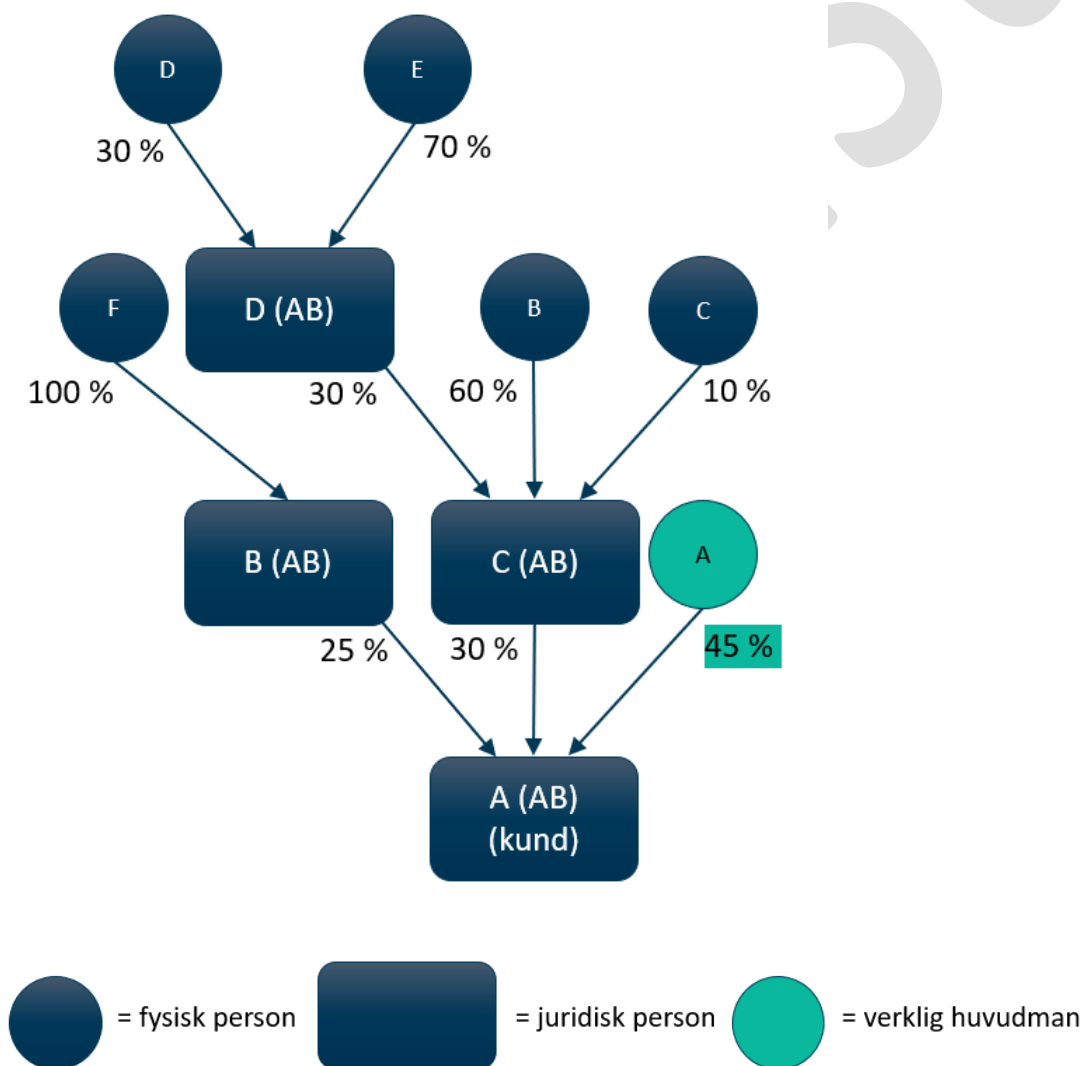 D
E
30 %
70 %
F
D (AB)
B
C
100 %
30 %
60 %
10 %
B (AB)
C (AB)
A
25 %
30 %
45 %
A (AB)
(kund)
= fysisk person
= juridisk person
= verklig huvudman